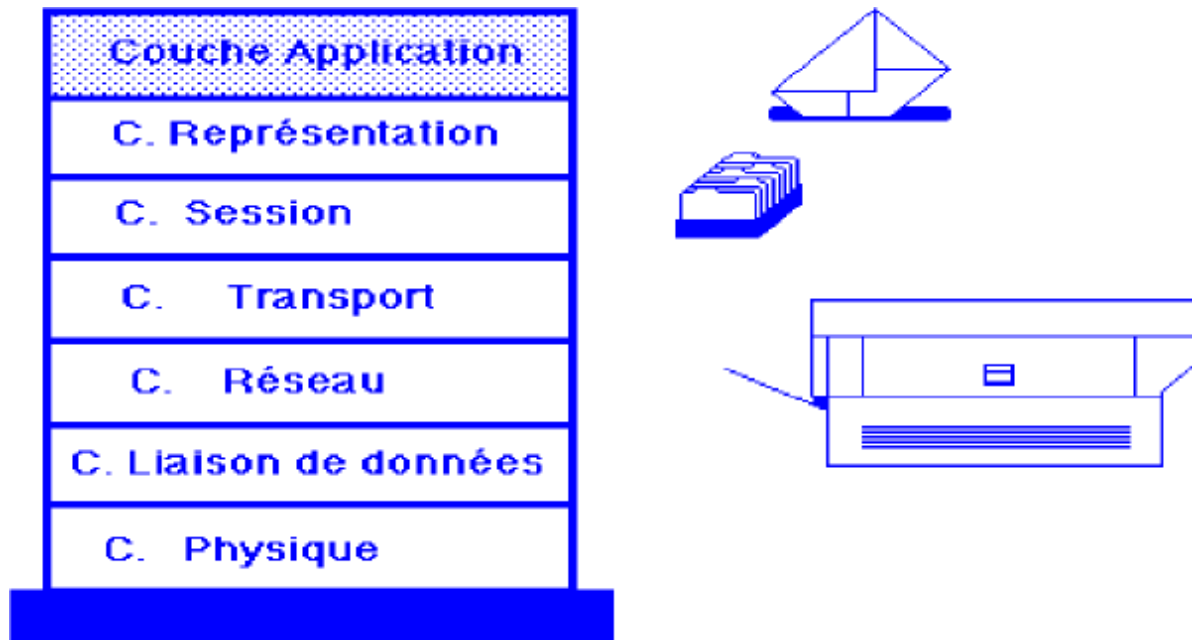 Couche Application
C. Représentation
C. Session
C. Transport
C. Réseau
C. Liaison de données
C. Physique